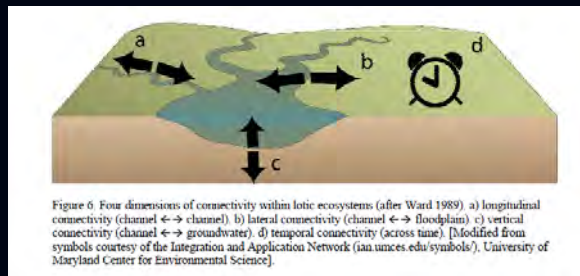 a
b
d
c
Figure 6. Four dimensions of connectivity within lotic ecosystems (after Ward 1989). a) longitudinal
connectivity (channel ←→ channel). b) lateral connectivity (channel ←→ floodplain). c) vertical
connectivity (channel ←→ groundwater). d) temporal connectivity (across time). [Modified from
symbols courtesy of the Integration and Application Network (ian.umces.edu/symbols/), University of
Maryland Center for Environmental Science].